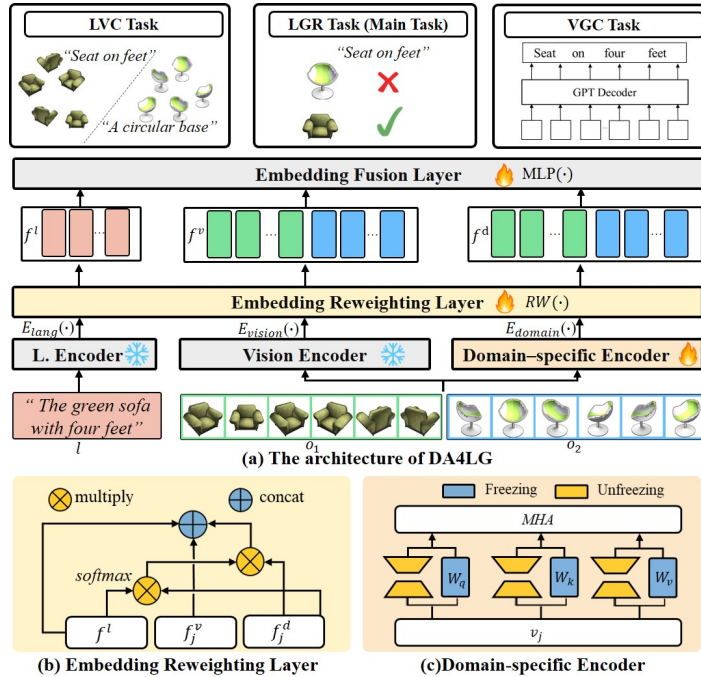 LVC Task
“Seat on feet”
“A circular base”
LGR Task (Main Task)
“Seat on feet”
VGC Task
Seat on four feet
GPT Decoder
Embedding Fusion Layer MLP(·)
f^l
f^v
f^d
Embedding Reweighting Layer RW(·)
E_lang(·)
E_vision(·)
E_domain(·)
L. Encoder
Vision Encoder
Domain–specific Encoder
“ The green sofa
with four feet”
l
o_1
o_2
(a) The architecture of DA4LG
multiply
concat
softmax
f^l
f_j^v
f_j^d
(b) Embedding Reweighting Layer
Freezing
Unfreezing
MHA
W_q
W_k
W_v
v_j
(c)Domain-specific Encoder